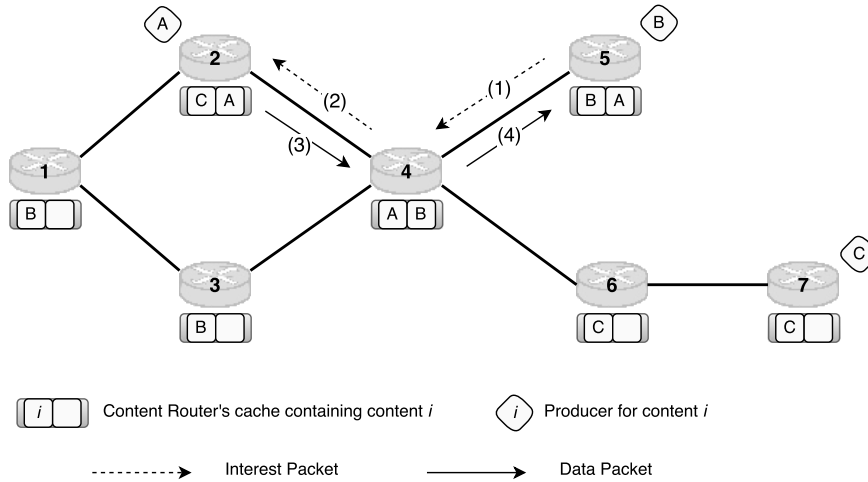 A
B
2
5
(1)
C A
(2)
B A
(3)
(4)
1
4
B
A B
C
3
6
7
B
C
C
i Content Router's cache containing content i
i Producer for content i
Interest Packet
Data Packet